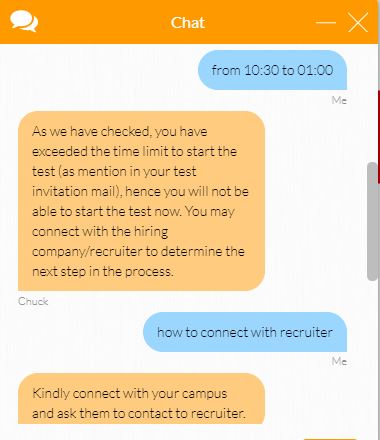 Chat
from 10:30 to 01:00
Me
As we have checked, you have
exceeded the time limit to start the
test (as mention in your test
invitation mail), hence you will not be
able to start the test now. You may
connect with the hiring
company/recruiter to determine the
next step in the process.
Chuck
how to connect with recruiter
Me
Kindly connect with your campus
and ask them to contact to recruiter.